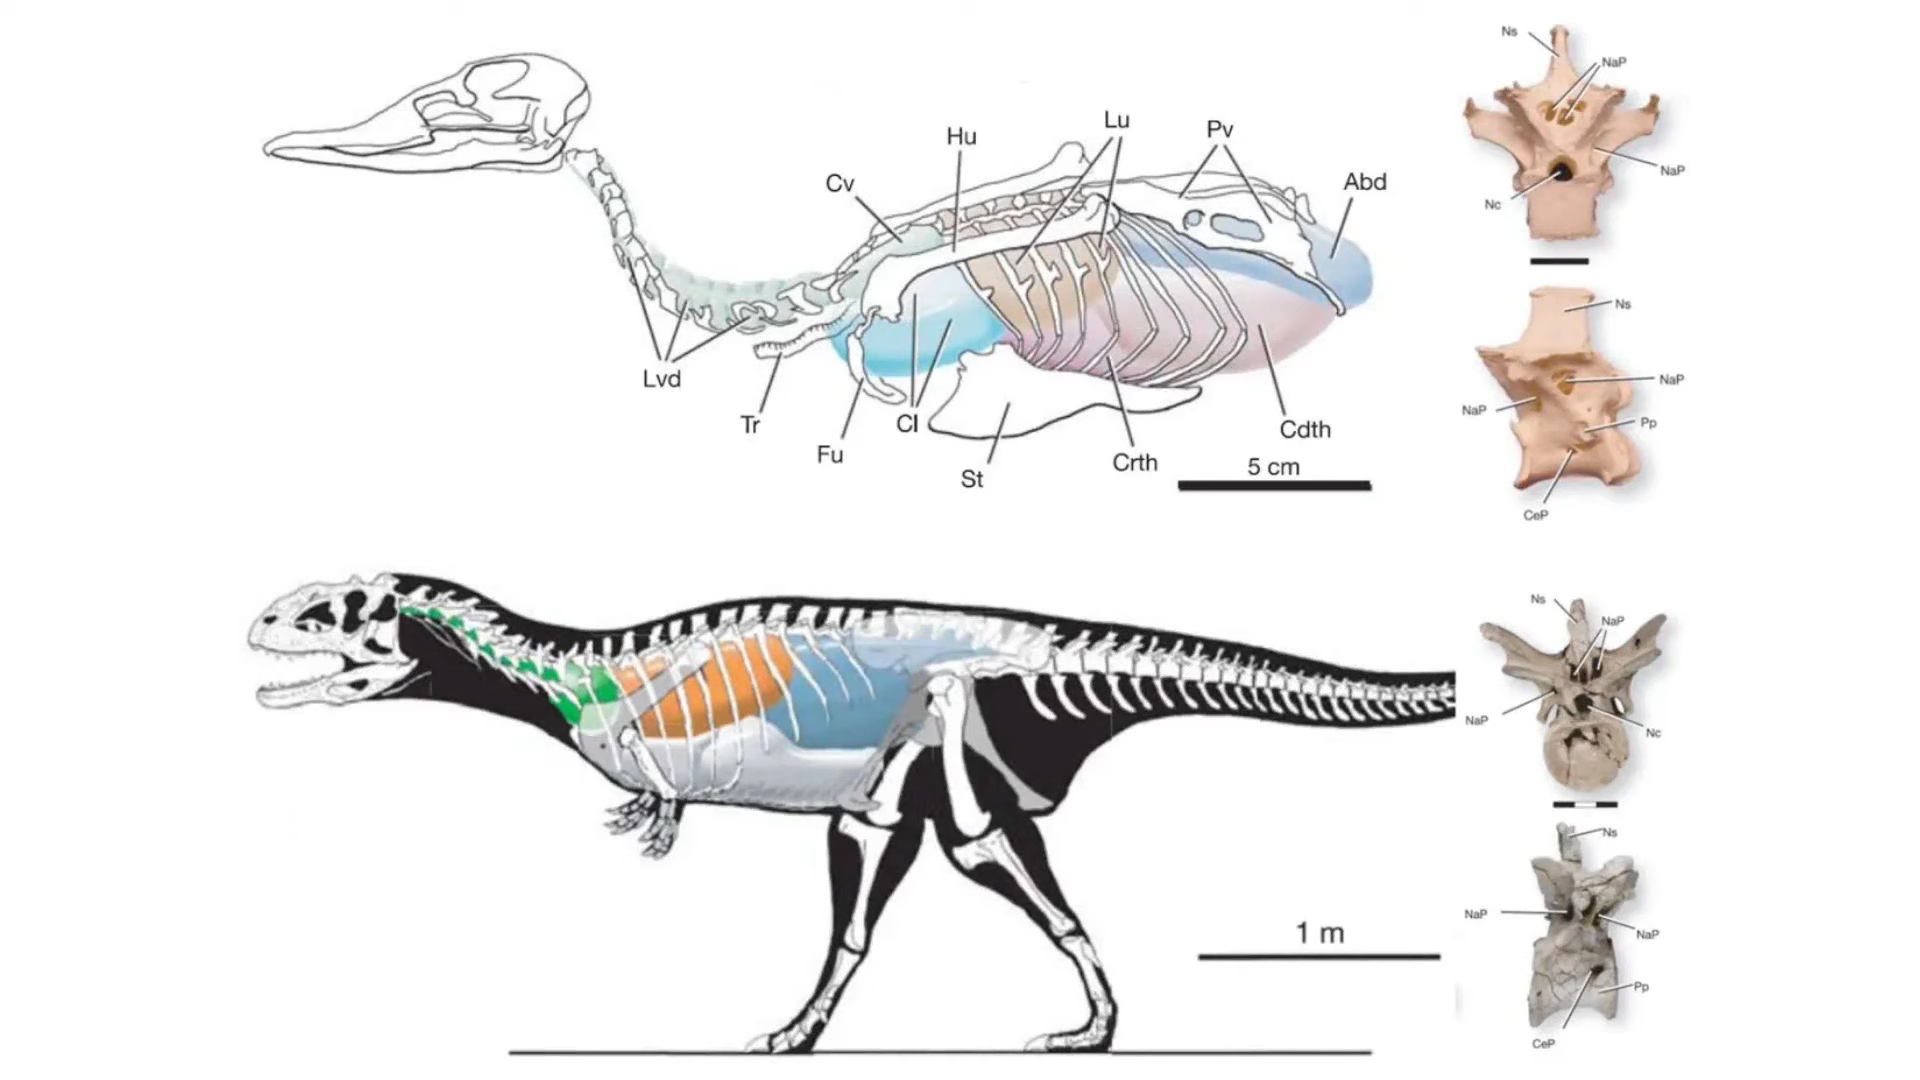 Hu
Lu
Pv
Cv
Abd
Lvd
Tr
Fu
Cl
St
Crth
Cdth
5 cm
Ns
NaP
NaP
Nc
Ns
NaP
NaP
Pp
CeP
1 m
Ns
NaP
NaP
Nc
Ns
NaP
NaP
Pp
CeP